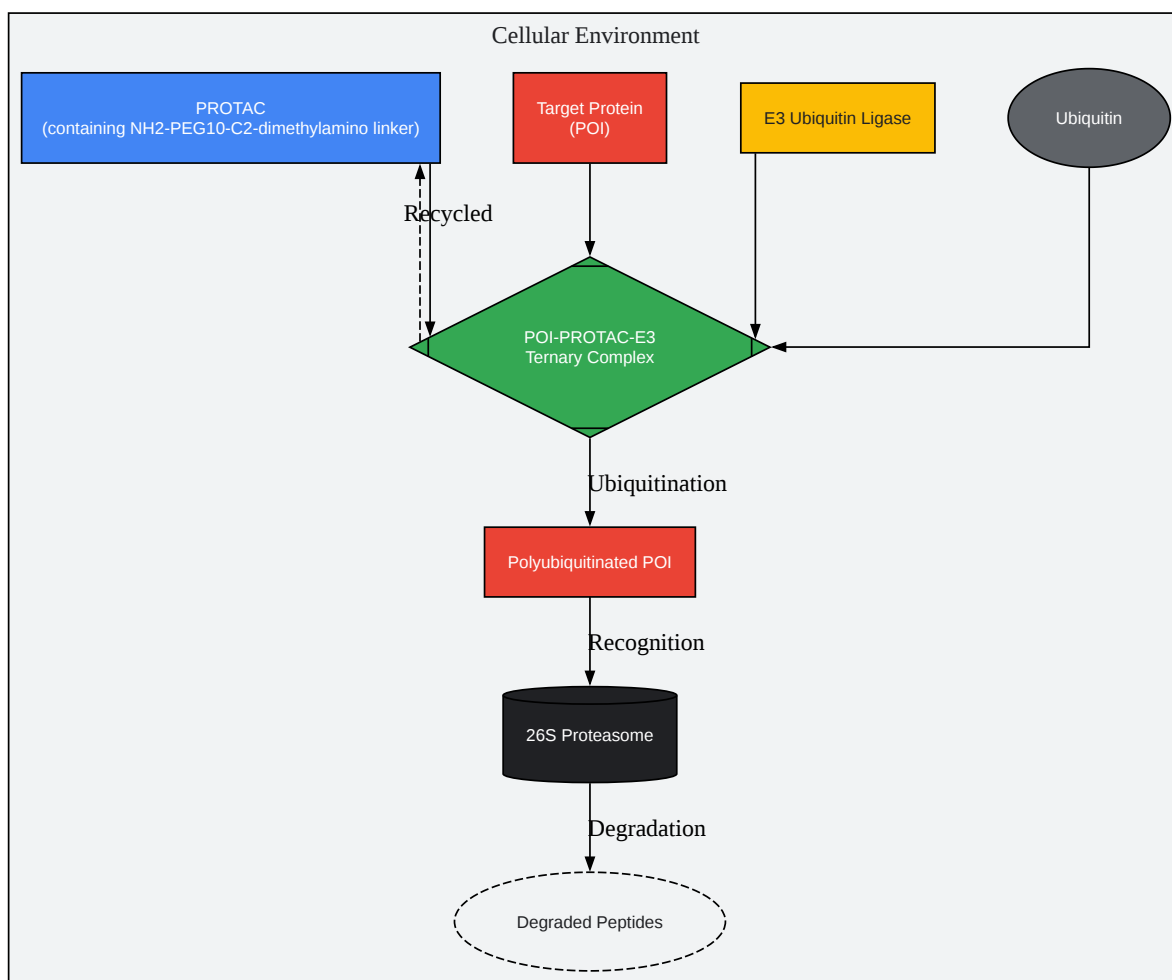 Cellular Environment
PROTAC
(containing NH2-PEG10-C2-dimethylamino linker)
Target Protein
(POI)
E3 Ubiquitin Ligase
Ubiquitin
Recycled
POI-PROTAC-E3
Ternary Complex
Ubiquitination
Polyubiquitinated POI
Recognition
26S Proteasome
Degradation
Degraded Peptides